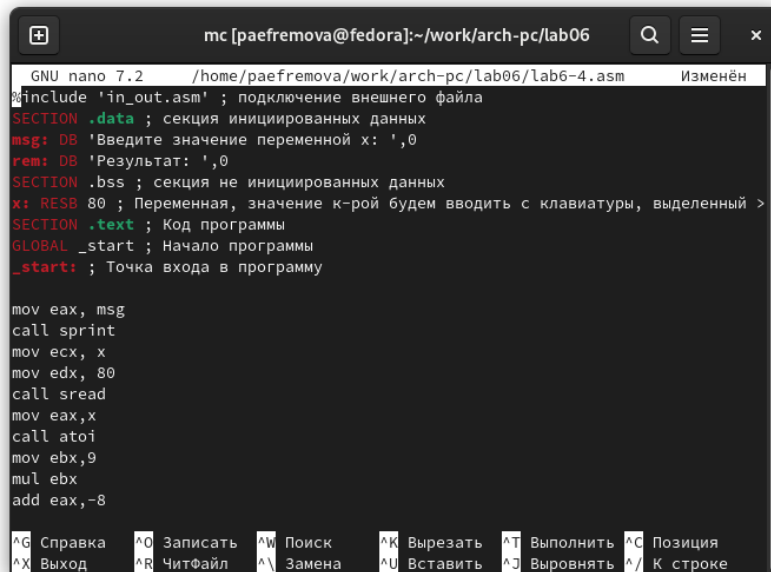 mc [paefremova@fedora]:~/work/arch-pc/lab06
GNU nano 7.2 /home/paefremova/work/arch-pc/lab06/lab6-4.asm Изменён
%include 'in_out.asm' ; подключение внешнего файла
SECTION .data ; секция инициированных данных
msg: DB 'Введите значение переменной x: ',0
rem: DB 'Результат: ',0
SECTION .bss ; секция не инициированных данных
x: RESB 80 ; Переменная, значение к-рой будем вводить с клавиатуры, выделенный >
SECTION .text ; Код программы
GLOBAL _start ; Начало программы
_start: ; Точка входа в программу
mov eax, msg
call sprint
mov ecx, x
mov edx, 80
call sread
mov eax,x
call atoi
mov ebx,9
mul ebx
add eax,-8
^G Справка ^O Записать ^W Поиск ^K Вырезать ^T Выполнить ^C Позиция
^X Выход ^R ЧитФайл ^\ Замена ^U Вставить ^J Выровнять ^/ К строке